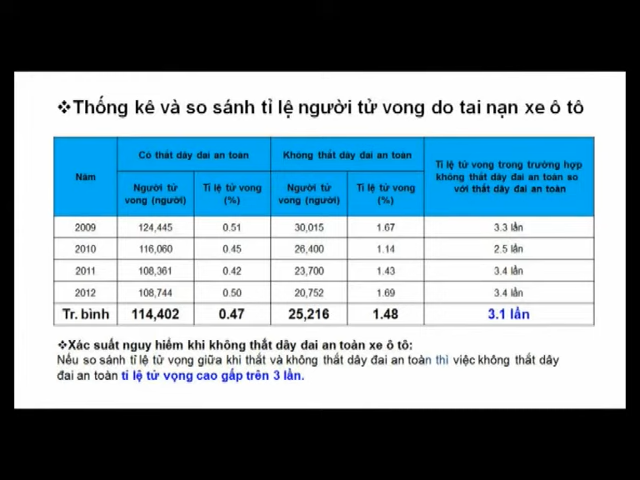 ❖Thống kê và so sánh tỉ lệ người tử vong do tai nạn xe ô tô
Năm | Có thắt dây đai an toàn | Không thắt dây đai an toàn | Tỉ lệ tử vong trong trường hợp không thắt dây đai an toàn so với thắt dây đai an toàn
Người tử vong (người) | Tỉ lệ tử vong (%) | Người tử vong (người) | Tỉ lệ tử vong (%)
2009 | 124,445 | 0.51 | 30,015 | 1.67 | 3.3 lần
2010 | 116,060 | 0.45 | 26,400 | 1.14 | 2.5 lần
2011 | 108,361 | 0.42 | 23,700 | 1.43 | 3.4 lần
2012 | 108,744 | 0.50 | 20,752 | 1.69 | 3.4 lần
Tr. bình | 114,402 | 0.47 | 25,216 | 1.48 | 3.1 lần
❖Xác suất nguy hiểm khi không thắt dây đai an toàn xe ô tô:
Nếu so sánh tỉ lệ tử vọng giữa khi thắt và không thắt dây đai an toàn thì việc không thắt dây
đai an toàn tỉ lệ tử vọng cao gấp trên 3 lần.